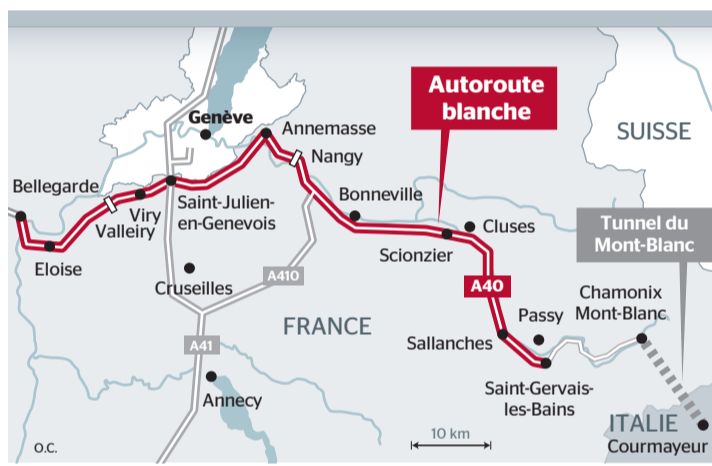 Autoroute
blanche
Genève
Annemasse
SUISSE
Nangy
Bellegarde
Bonneville
Viry
Valleiry
Saint-Julien-
en-Genevois
Cluses
Tunnel du
Mont-Blanc
Eloise
Scionzier
Cruseilles
A410
A40
Chamonix
Mont-Blanc
Passy
FRANCE
Sallanches
A41
Saint-Gervais-
les-Bains
Annecy
ITALIE
10 km
O.C.
Courmayeur